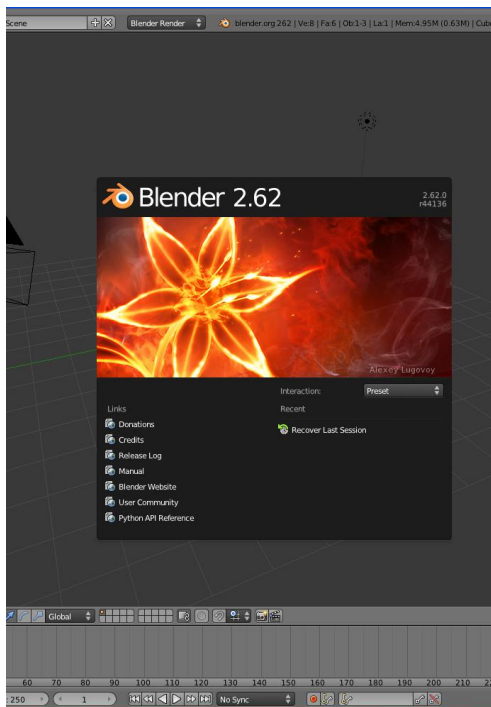 Scene
Blender Render
blender.org 262 | Ve:8 | Fa:6 | Ob:1-3 | La:1 | Mem:4.95M (0.63M) | Cub
Blender 2.62
2.62.0
r44136
Alexey Lugovoy
Interaction:
Preset
Links
Recent
Donations
Recover Last Session
Credits
Release Log
Manual
Blender Website
User Community
Python API Reference
Global
60 70 80 90 100 110 120 130 140 150 160 170 180 190 200 210 2
: 250
1
No Sync